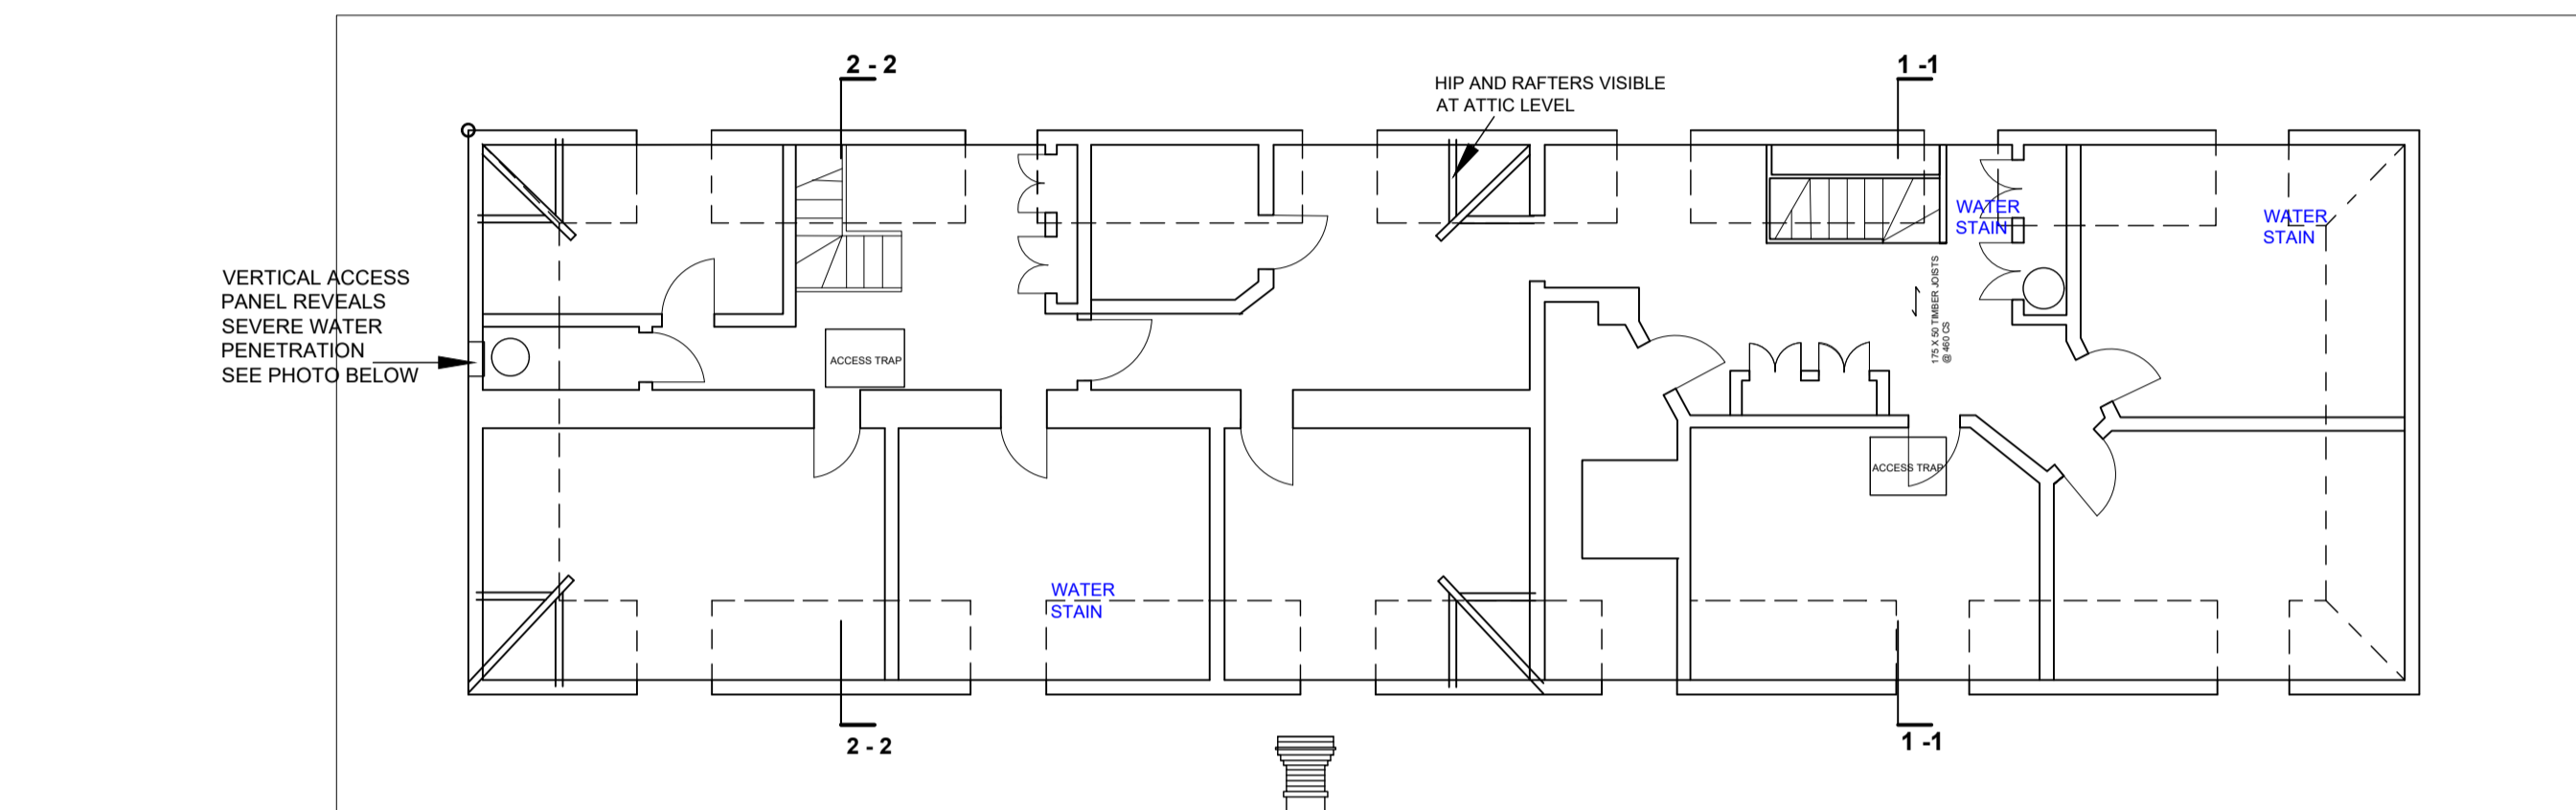 2 - 2
1 -1
HIP AND RAFTERS VISIBLE
AT ATTIC LEVEL
WATER
STAIN
WATER
STAIN
VERTICAL ACCESS
PANEL REVEALS
SEVERE WATER
PENETRATION
SEE PHOTO BELOW
175 X 50 TIMBER JOISTS
@ 460 CS
ACCESS TRAP
ACCESS TRAP
WATER
STAIN
2 - 2
1 -1